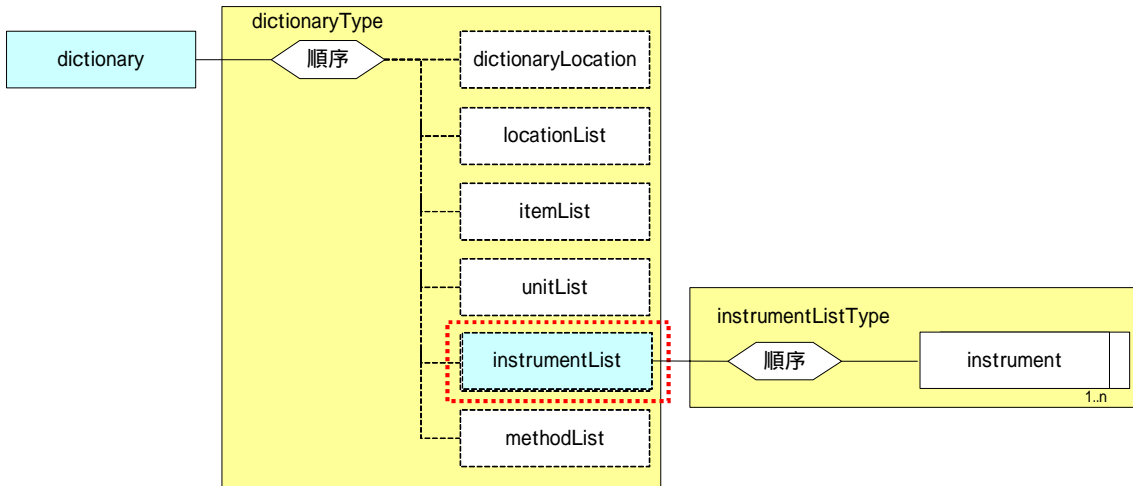 dictionaryType
dictionary
順序
dictionaryLocation
locationList
itemList
unitList
instrumentList
methodList
instrumentListType
順序
instrument
1..n